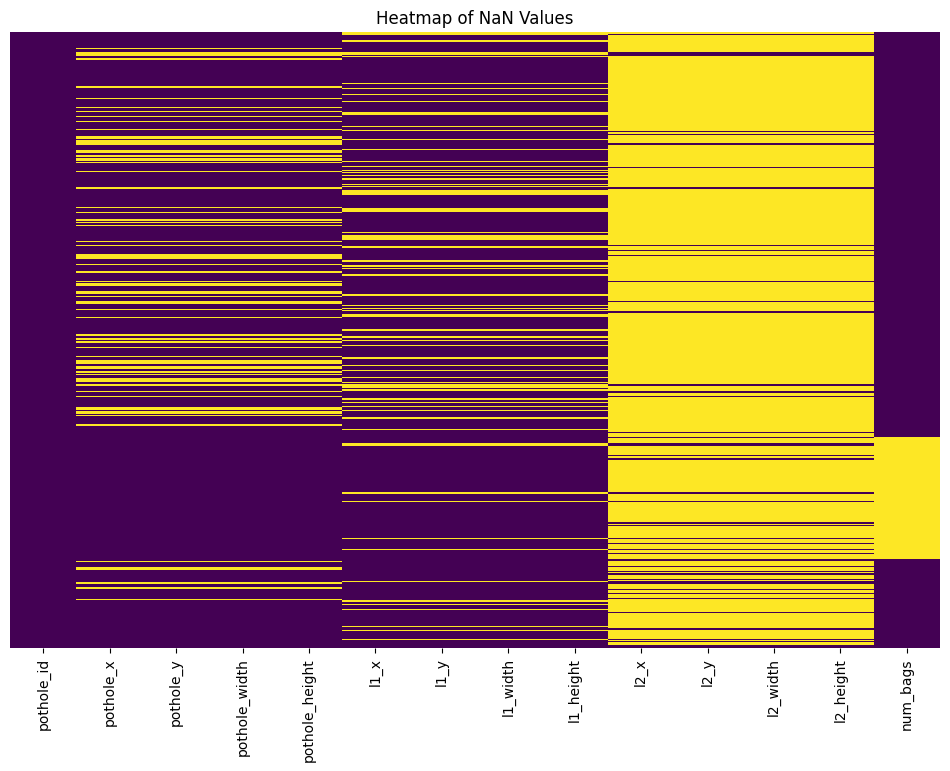 Heatmap of NaN Values
pothole_id
pothole_x
pothole_y
pothole_width
pothole_height
l1_x
l1_y
l1_width
l1_height
l2_x
l2_y
l2_width
l2_height
num_bags